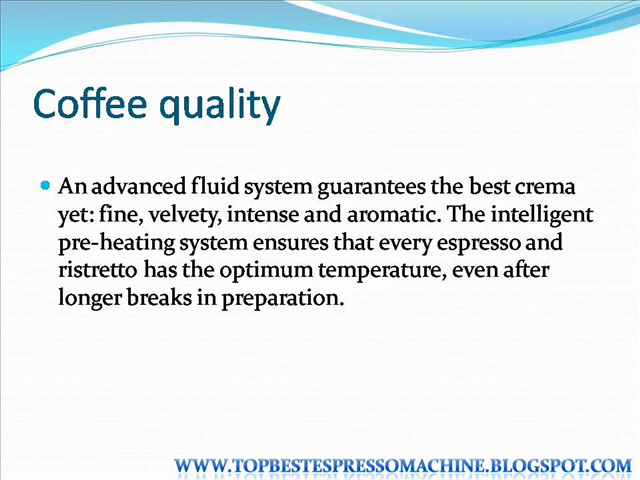 Coffee quality
An advanced fluid system guarantees the best crema
yet: fine, velvety, intense and aromatic. The intelligent
pre-heating system ensures that every espresso and
ristretto has the optimum temperature, even after
longer breaks in preparation.
WWW.TOPBESTESPRESSOMACHINE.BLOGSPOT.COM